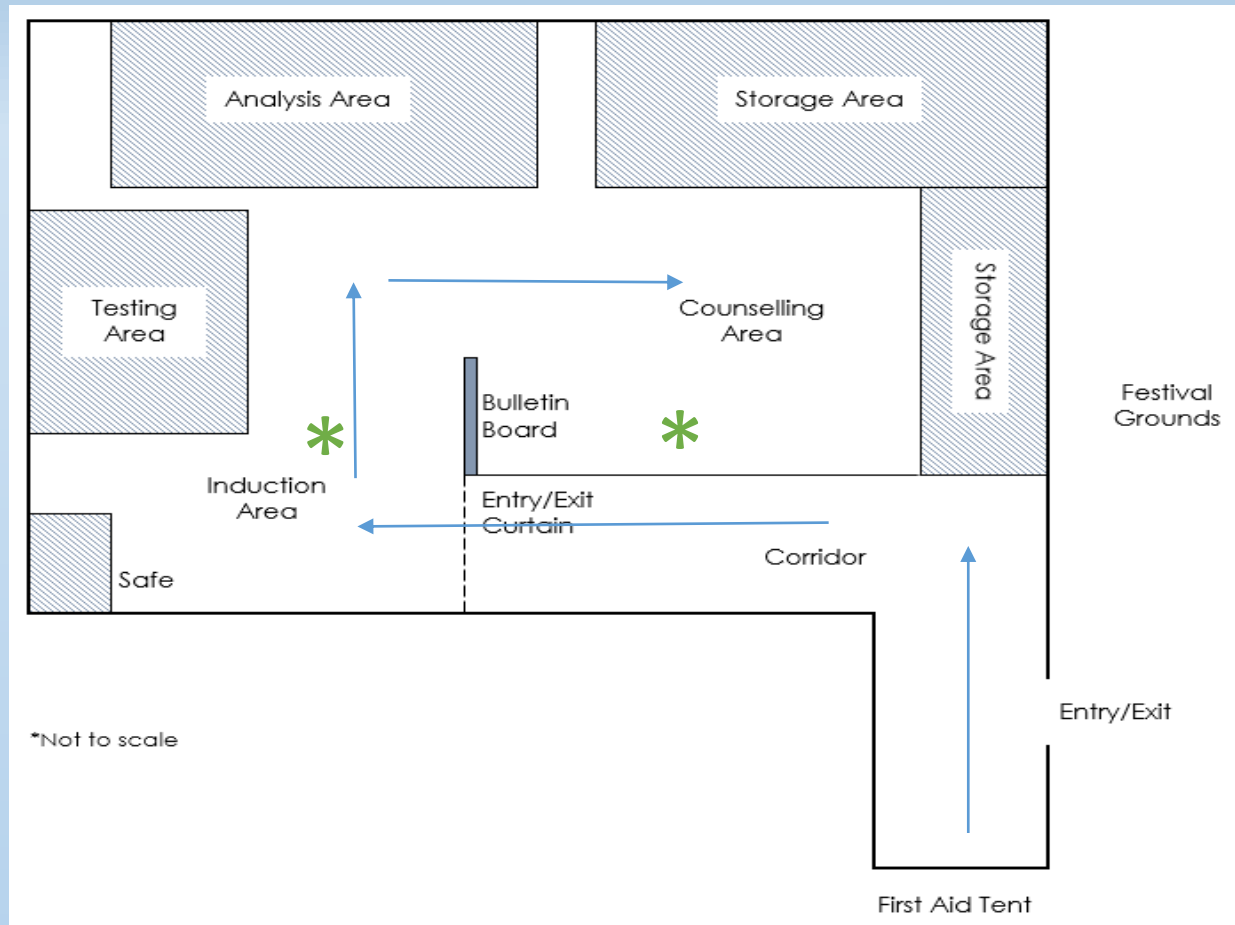 Analysis Area
Storage Area
Testing
Area
Counselling
Area
Storage Area
Bulletin
Board
Festival
Grounds
Induction
Area
Entry/Exit
Curtain
Corridor
Safe
Entry/Exit
*Not to scale
First Aid Tent